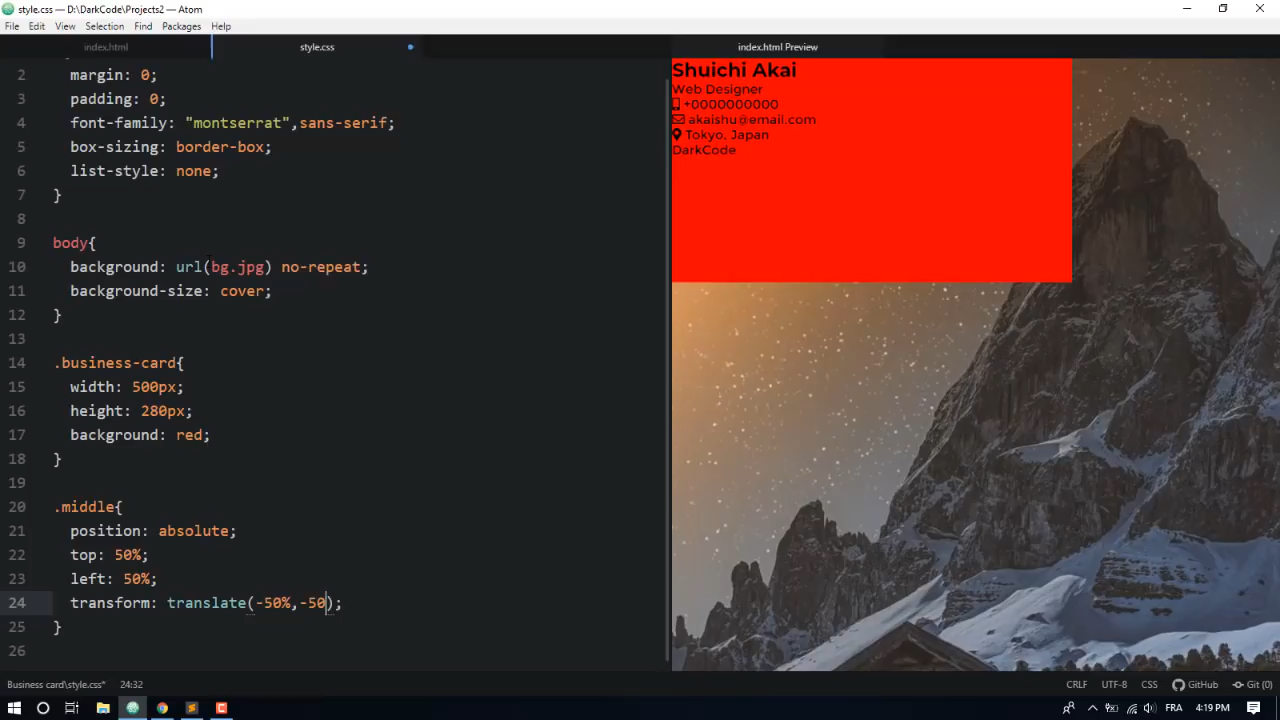 style.css — D:\DarkCode\Projects2 — Atom
File Edit View Selection Find Packages Help
index.html style.css index.html Preview
2 margin: 0;
3 padding: 0;
4 font-family: "montserrat",sans-serif;
5 box-sizing: border-box;
6 list-style: none;
7 }
8
9 body{
10 background: url(bg.jpg) no-repeat;
11 background-size: cover;
12 }
13
14 .business-card{
15 width: 500px;
16 height: 280px;
17 background: red;
18 }
19
20 .middle{
21 position: absolute;
22 top: 50%;
23 left: 50%;
24 transform: translate(-50%,-50);
25 }
26
Shuichi Akai
Web Designer
+0000000000
akaishu@email.com
Tokyo, Japan
DarkCode
Business card\style.css* 24:32 CRLF UTF-8 CSS GitHub Git (0)
FRA 4:19 PM